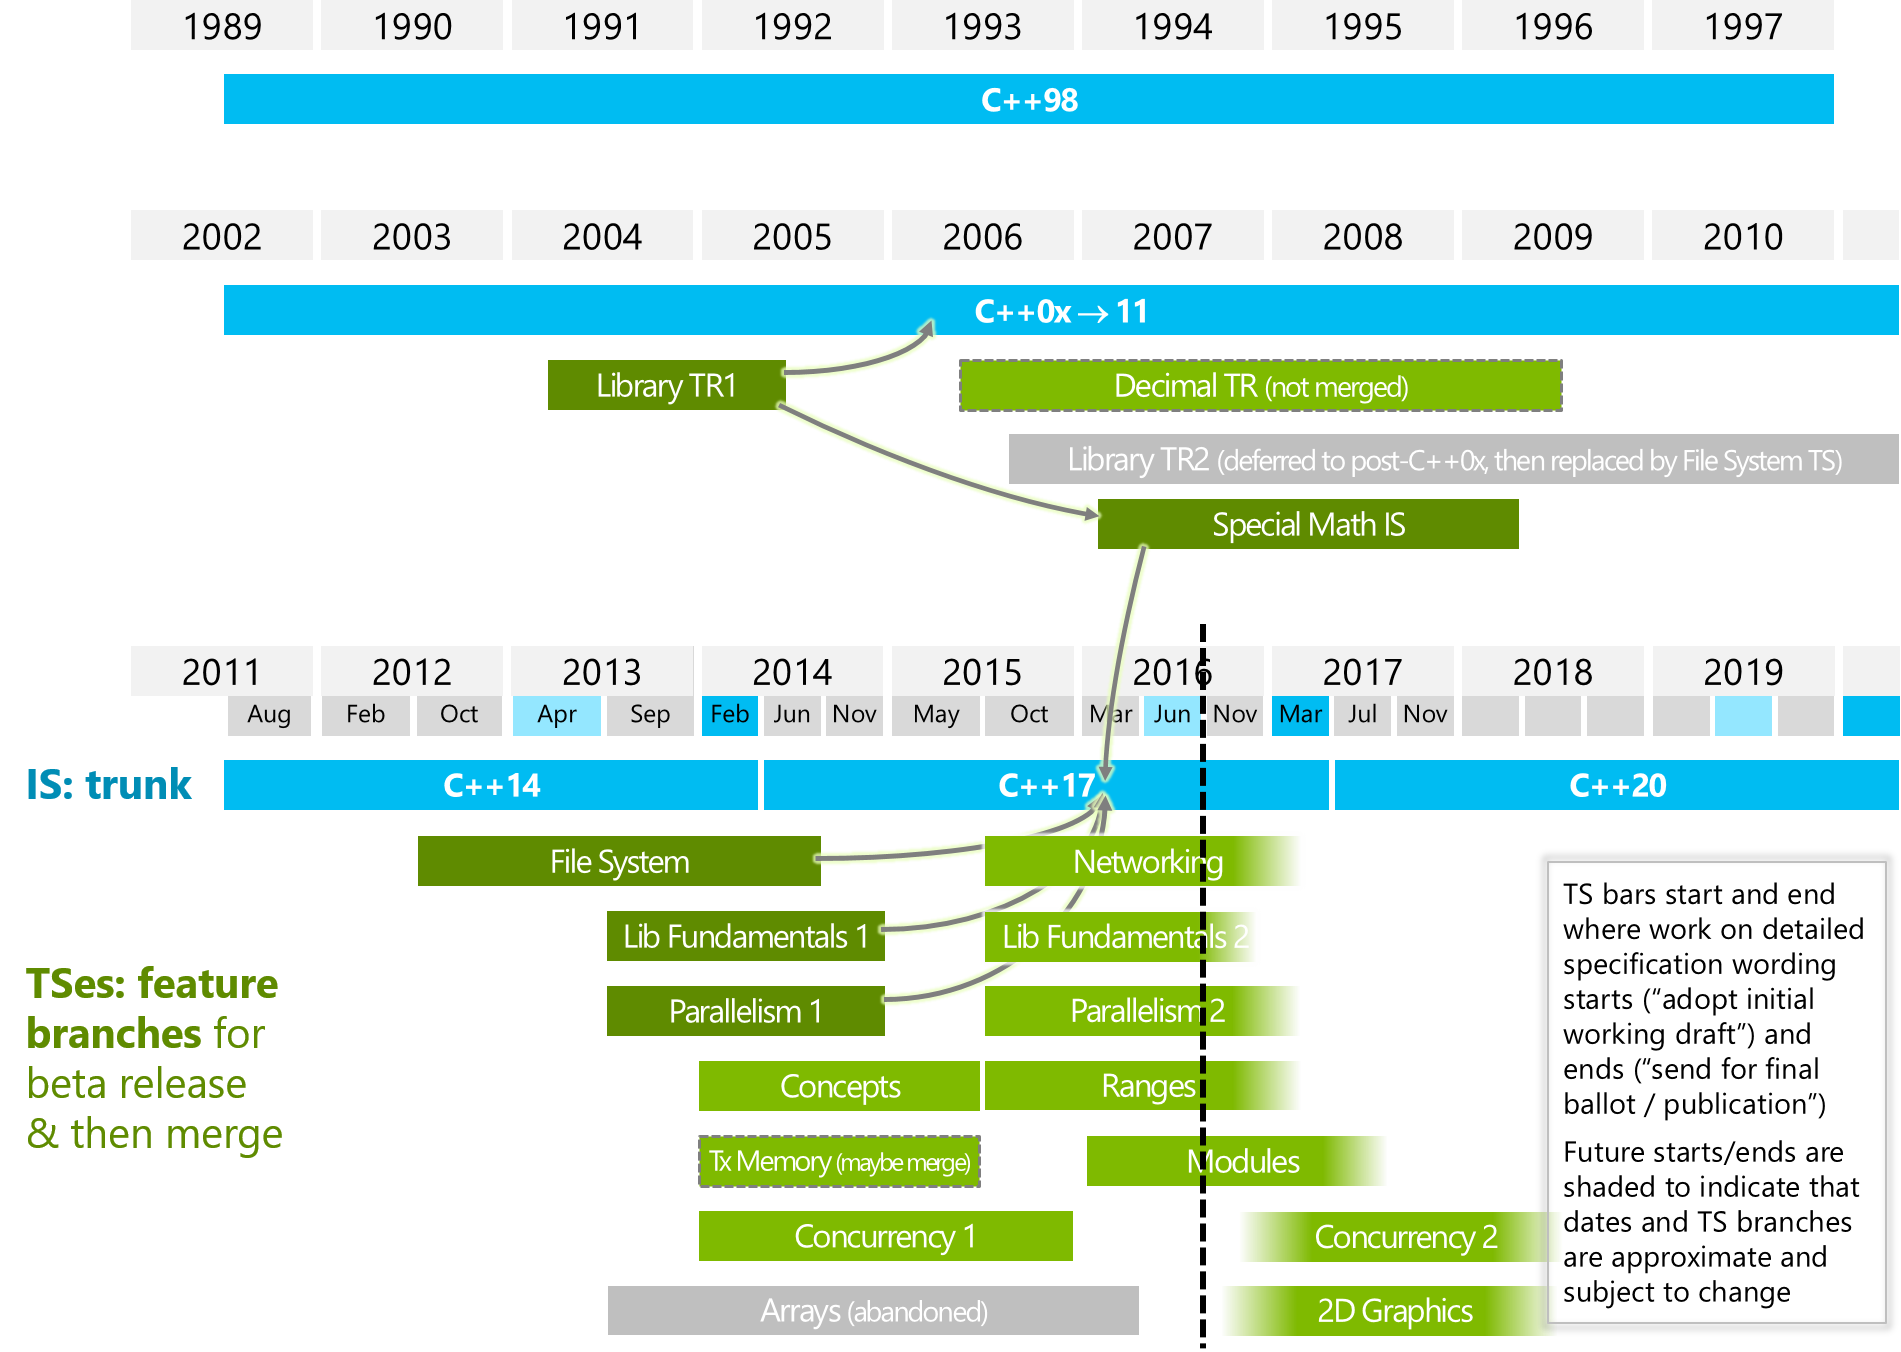 1989 1990 1991 1992 1993 1994 1995 1996 1997
C++98
2002 2003 2004 2005 2006 2007 2008 2009 2010
C++0x → 11
Library TR1
Decimal TR (not merged)
Library TR2 (deferred to post-C++0x, then replaced by File System TS)
Special Math IS
2011 2012 2013 2014 2015 2016 2017 2018 2019
Aug Feb Oct Apr Sep Feb Jun Nov May Oct Mar Jun Nov Mar Jul Nov
IS: trunk
C++14 C++17 C++20
File System Networking
Lib Fundamentals 1 Lib Fundamentals 2
Parallelism 1 Parallelism 2
Concepts Ranges
Tx Memory (maybe merge) Modules
Concurrency 1 Concurrency 2
Arrays (abandoned) 2D Graphics
TSes: feature
branches for
beta release
& then merge
TS bars start and end
where work on detailed
specification wording
starts (“adopt initial
working draft”) and
ends (“send for final
ballot / publication”)
Future starts/ends are
shaded to indicate that
dates and TS branches
are approximate and
subject to change